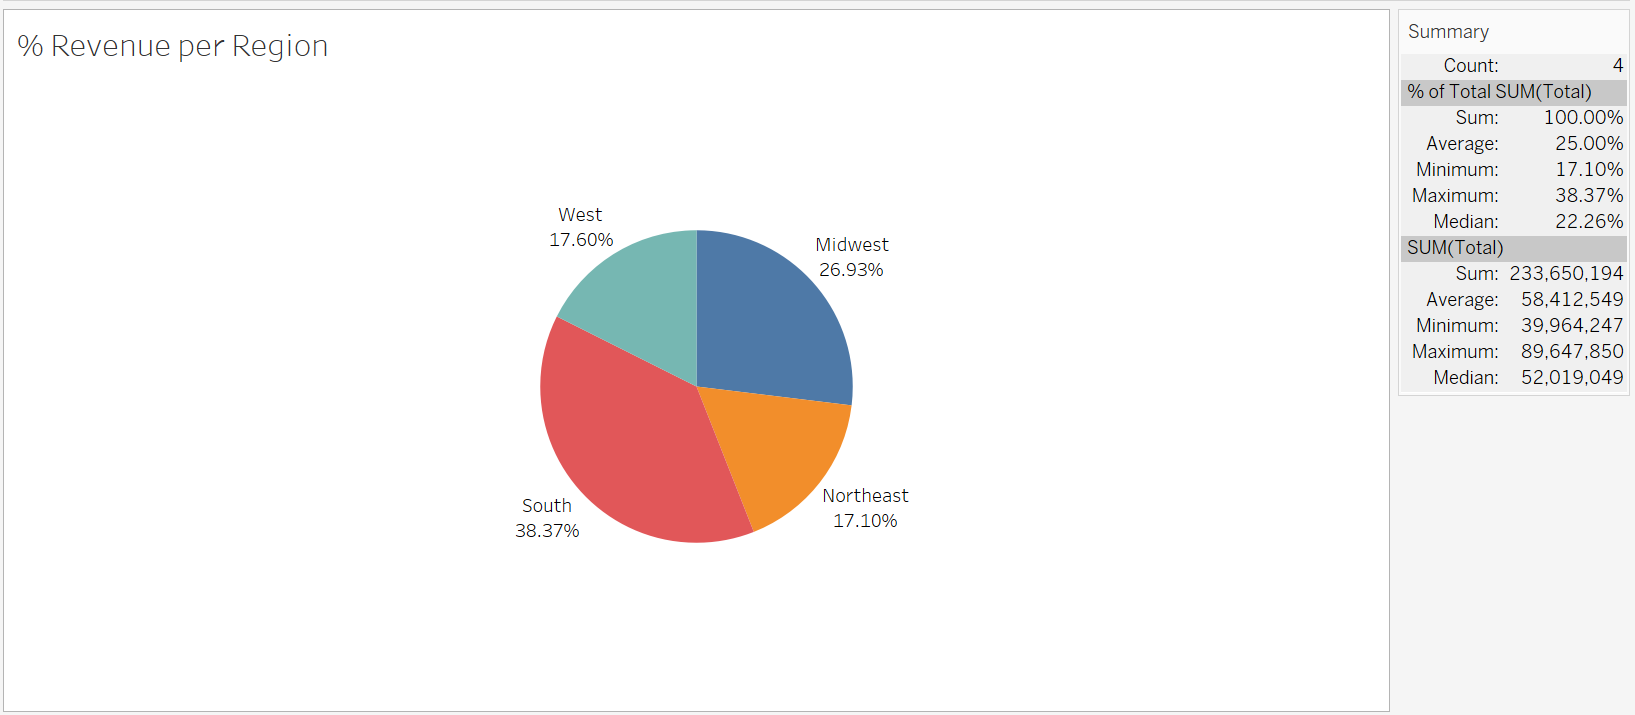 % Revenue per Region
West
17.60%
Midwest
26.93%
South
38.37%
Northeast
17.10%
Summary
Count: 4
% of Total SUM(Total)
Sum: 100.00%
Average: 25.00%
Minimum: 17.10%
Maximum: 38.37%
Median: 22.26%
SUM(Total)
Sum: 233,650,194
Average: 58,412,549
Minimum: 39,964,247
Maximum: 89,647,850
Median: 52,019,049